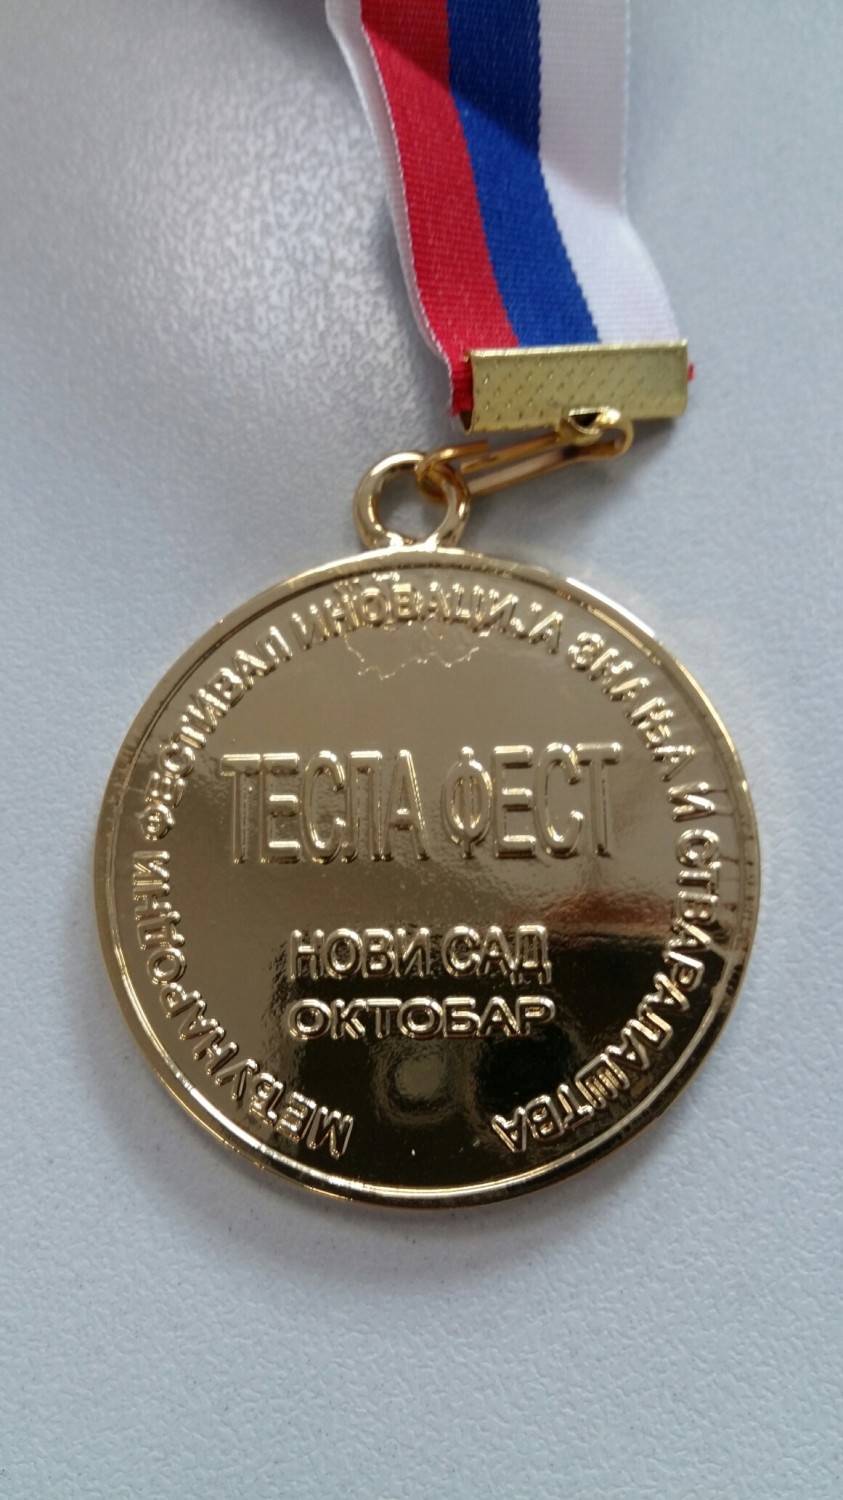 МЕЂУНАРОДНИ ФЕСТИВАЛ ИНОВАЦИЈА ЗНАЊА И СТВАРАЛАШТВА
ТЕСЛА ФЕСТ
НОВИ САД
ОКТОБАР